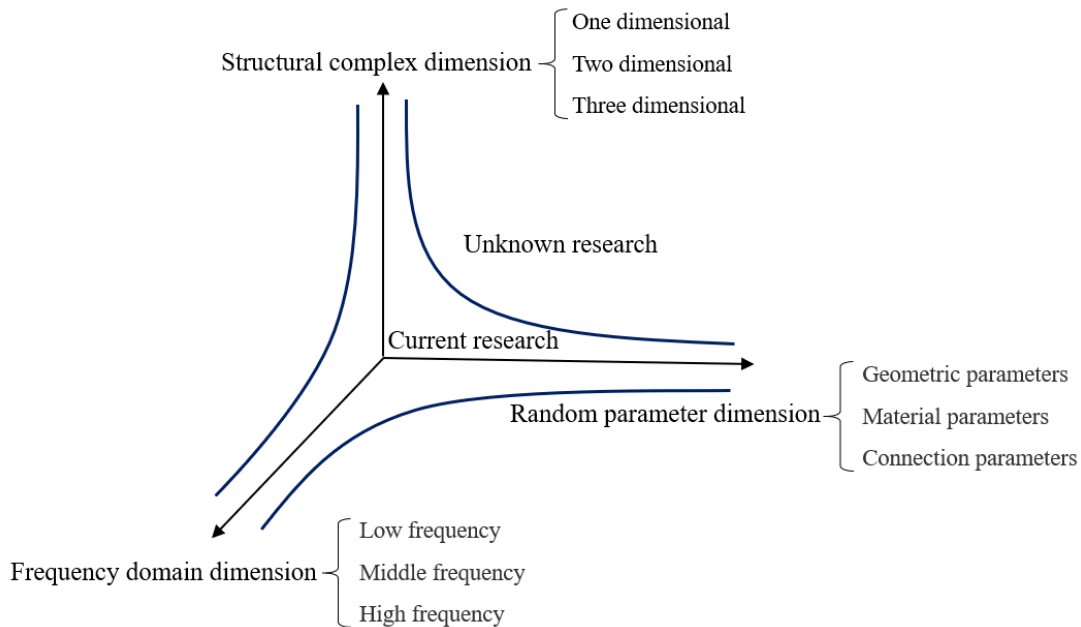 One dimensional
Structural complex dimension
Two dimensional
Three dimensional
Unknown research
Current research
Geometric parameters
Random parameter dimension
Material parameters
Connection parameters
Low frequency
Frequency domain dimension
Middle frequency
High frequency